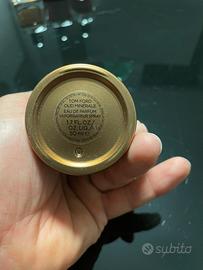 TOM FORD
OUD MINERALE
EAU DE PARFUM
VAPORISATEUR SPRAY
1.7 FL.OZ./
OZ. LIQ.
50 ml ℮
subito